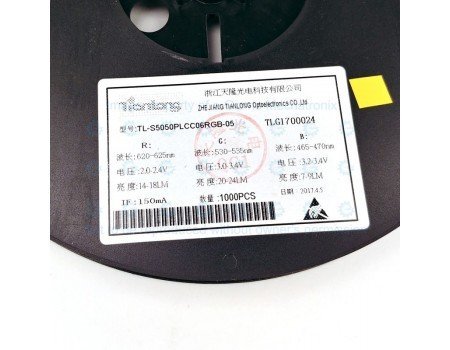 浙江天隆光电科技有限公司
Tianlong
ZHE JIANG TIANLONG Optoelectronics CO.,Ltd
型号:TL-S5050PLCC06RGB-05 TLG1700024
R: G: B:
波长:620-625nm 波长:530-535nm 波长:465-470nm
电压:2.0-2.4V 电压:3.0-3.4V 电压:3.2-3.4V
亮度:14-18LM 亮度:20-24LM 亮度:7-9LM
IF:150mA 数量:1000PCS 日期:2017.4.5